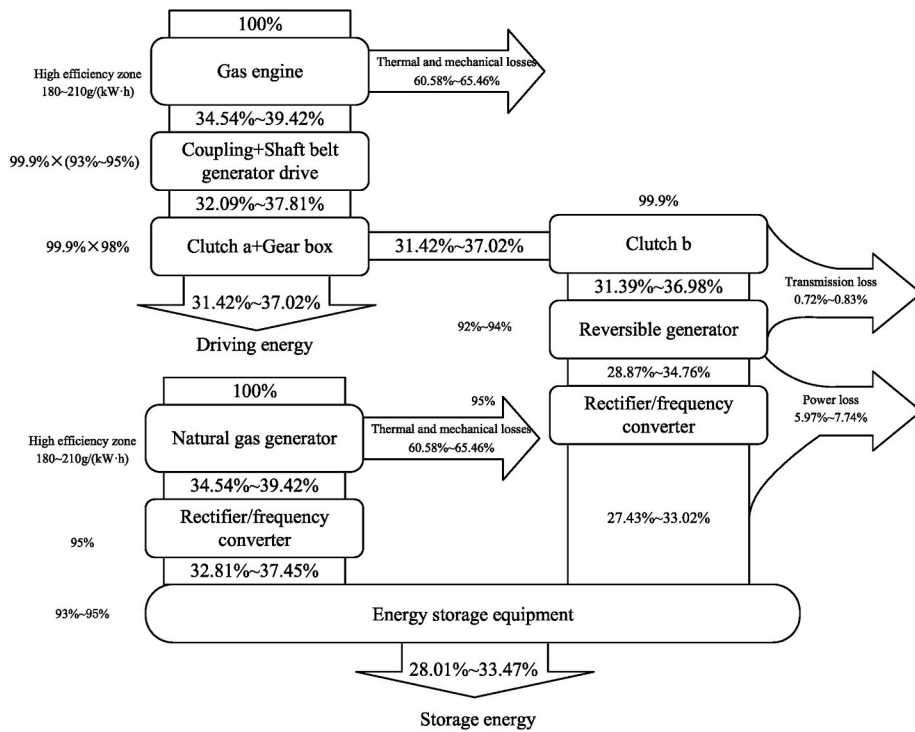 100%
Gas engine
High efficiency zone
180~210g/(kW·h)
Thermal and mechanical losses
60.58%~65.46%
34.54%~39.42%
99.9%×(93%~95%)
Coupling+Shaft belt
generator drive
32.09%~37.81%
99.9%×98%
Clutch a+Gear box
31.42%~37.02%
99.9%
Clutch b
31.42%~37.02%
Driving energy
31.39%~36.98%
Transmission loss
0.72%~0.83%
92%~94%
Reversible generator
28.87%~34.76%
95%
Rectifier/frequency
converter
Power loss
5.97%~7.74%
27.43%~33.02%
100%
Natural gas generator
High efficiency zone
180~210g/(kW·h)
Thermal and mechanical losses
60.58%~65.46%
34.54%~39.42%
95%
Rectifier/frequency
converter
32.81%~37.45%
93%~95%
Energy storage equipment
28.01%~33.47%
Storage energy